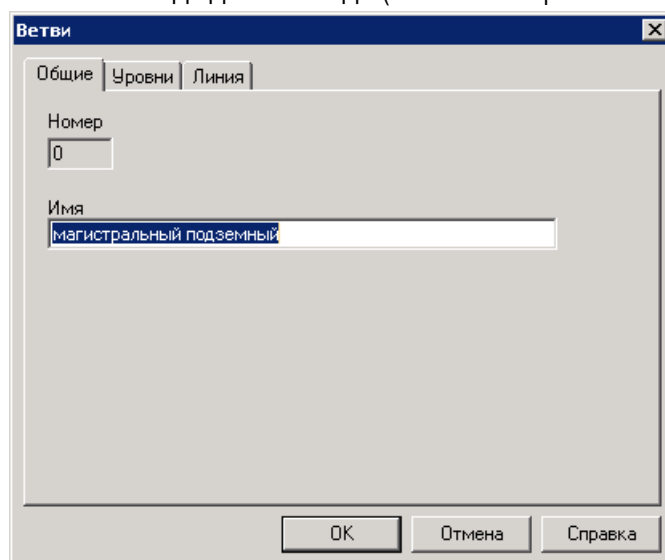 Ветви
Общие Уровни Линия
Номер
0
Имя
магистральный подземный
OK Отмена Справка